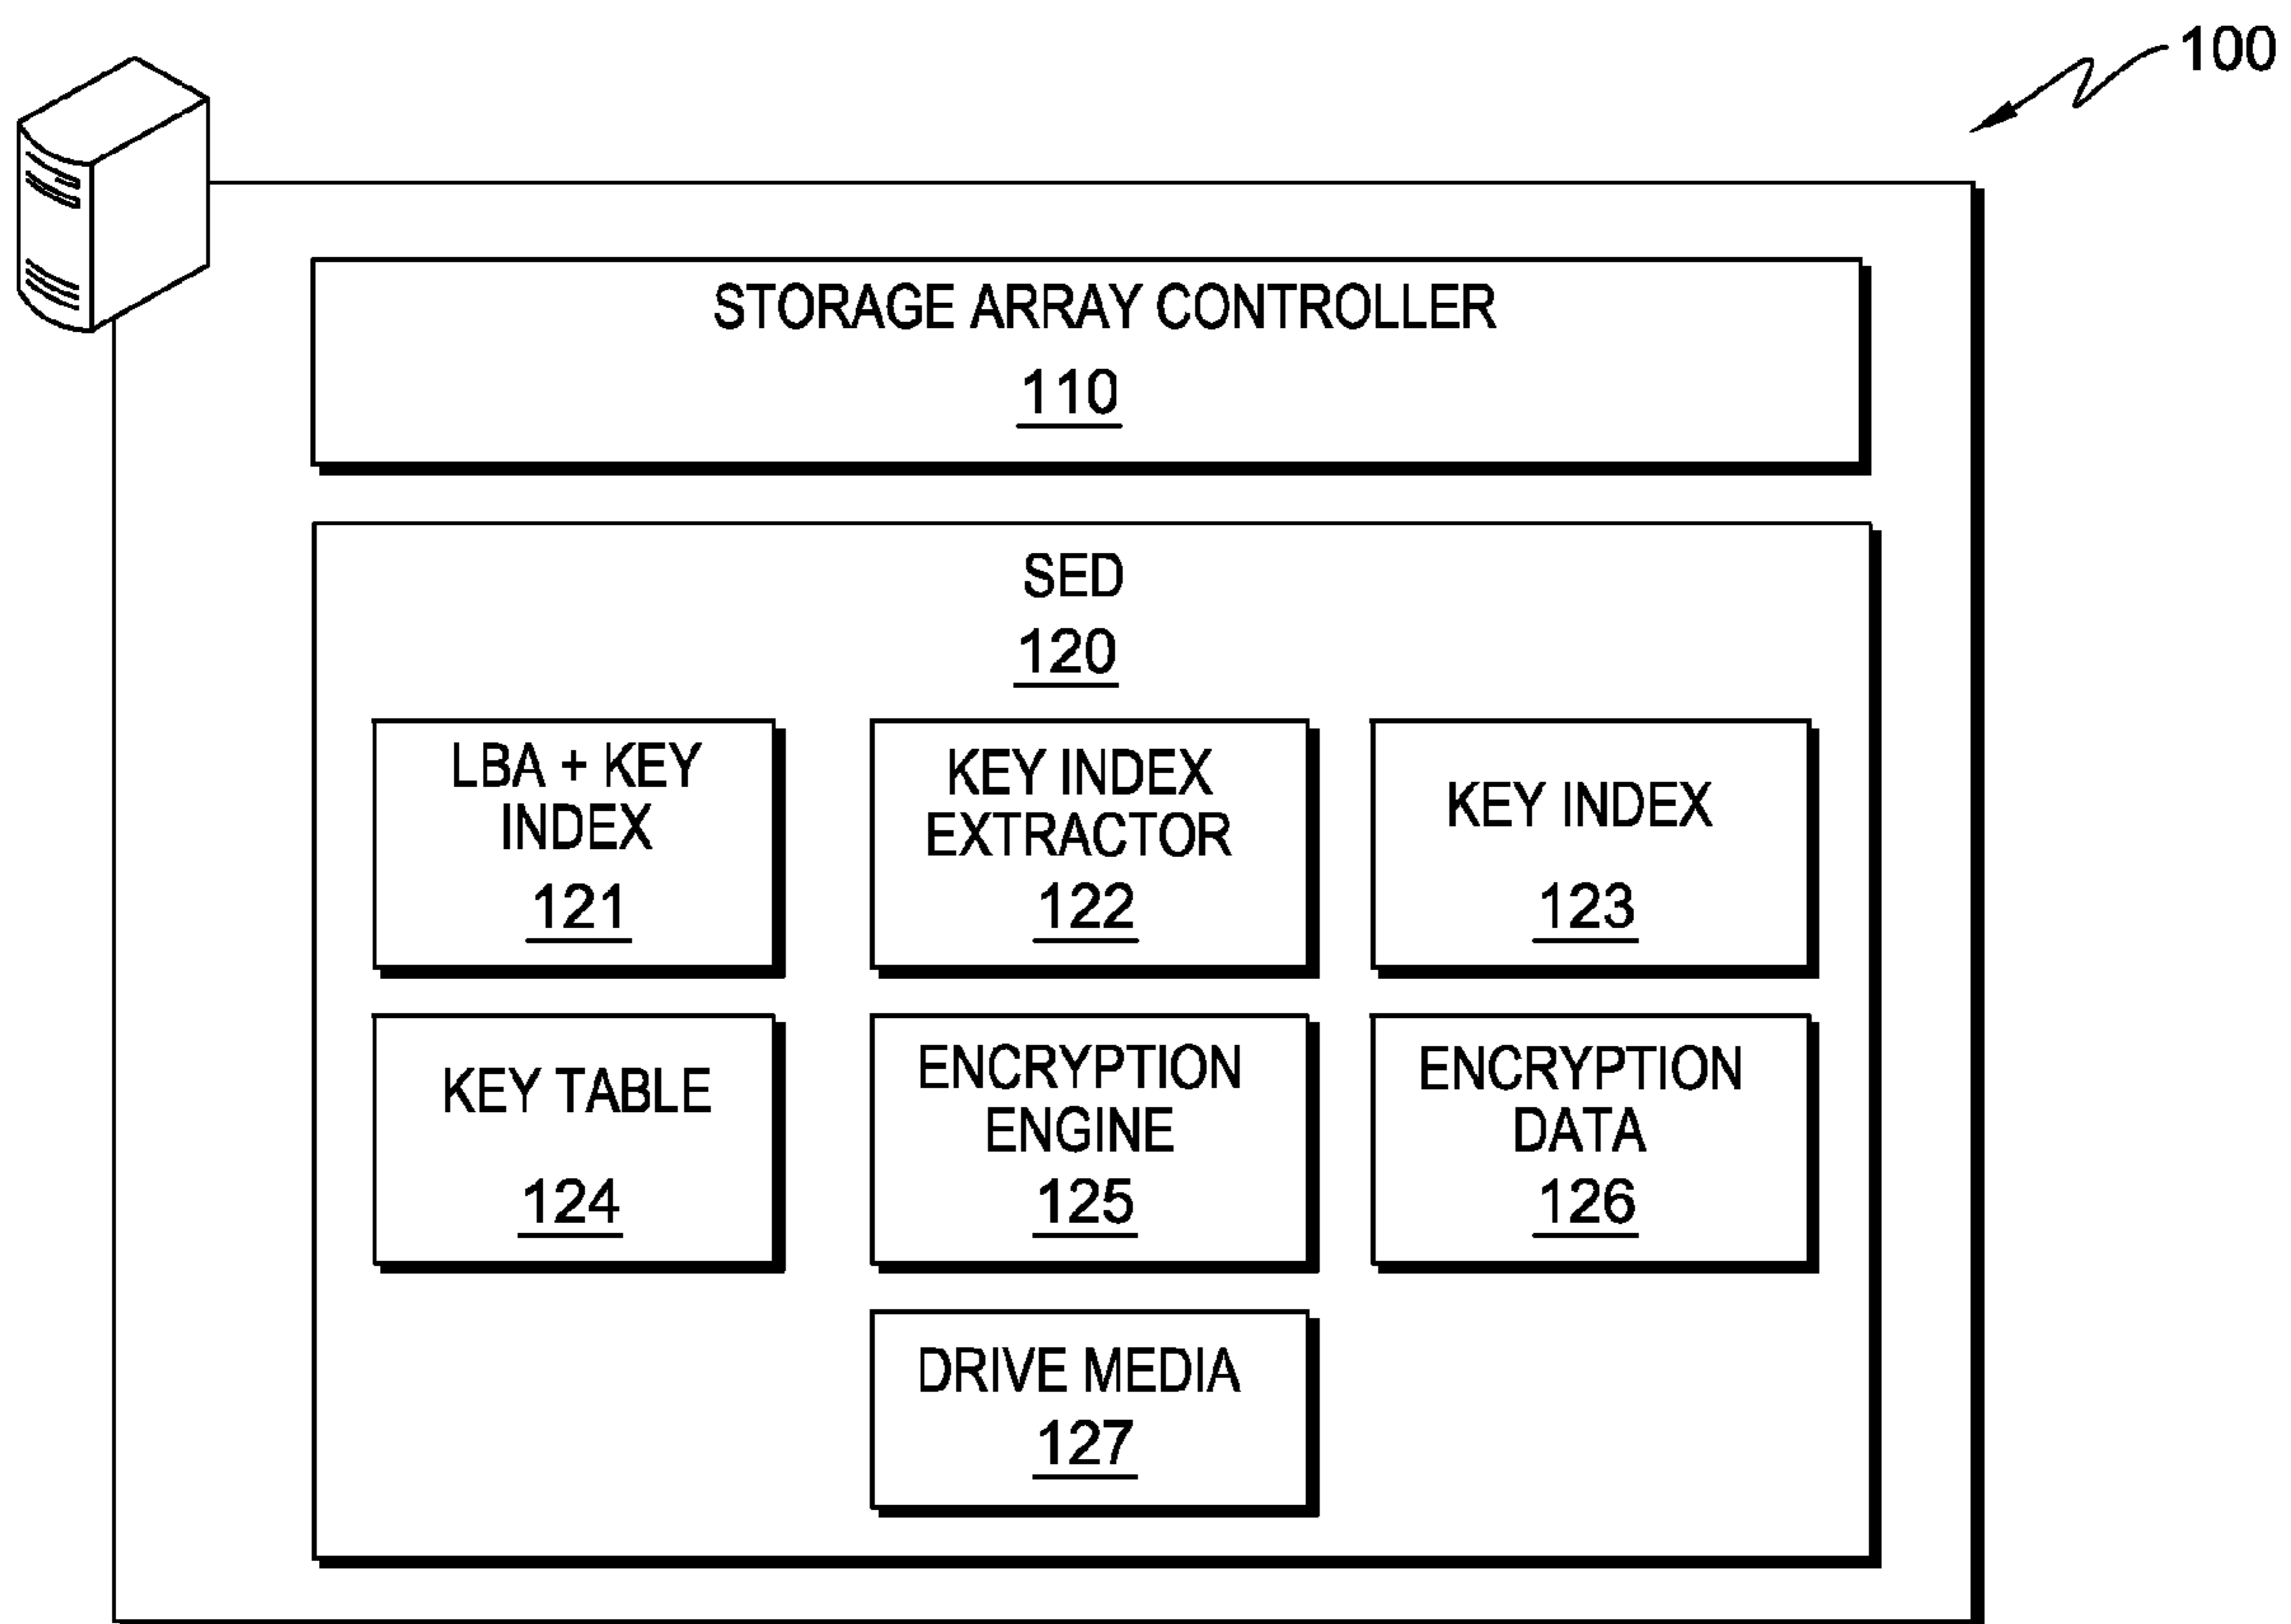 100
STORAGE ARRAY CONTROLLER
110
SED
120
LBA + KEY
INDEX
121
KEY INDEX
EXTRACTOR
122
KEY INDEX
123
KEY TABLE
124
ENCRYPTION
ENGINE
125
ENCRYPTION
DATA
126
DRIVE MEDIA
127